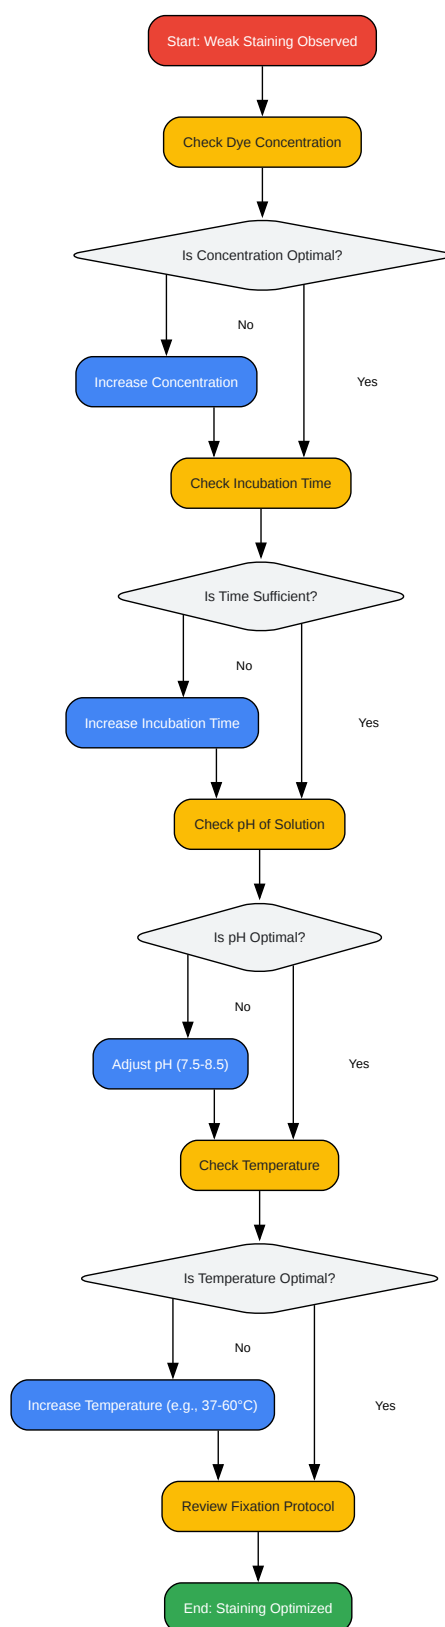 Start: Weak Staining Observed
Check Dye Concentration
Is Concentration Optimal?
No
Yes
Increase Concentration
Check Incubation Time
Is Time Sufficient?
No
Yes
Increase Incubation Time
Check pH of Solution
Is pH Optimal?
No
Yes
Adjust pH (7.5-8.5)
Check Temperature
Is Temperature Optimal?
No
Yes
Increase Temperature (e.g., 37-60°C)
Review Fixation Protocol
End: Staining Optimized